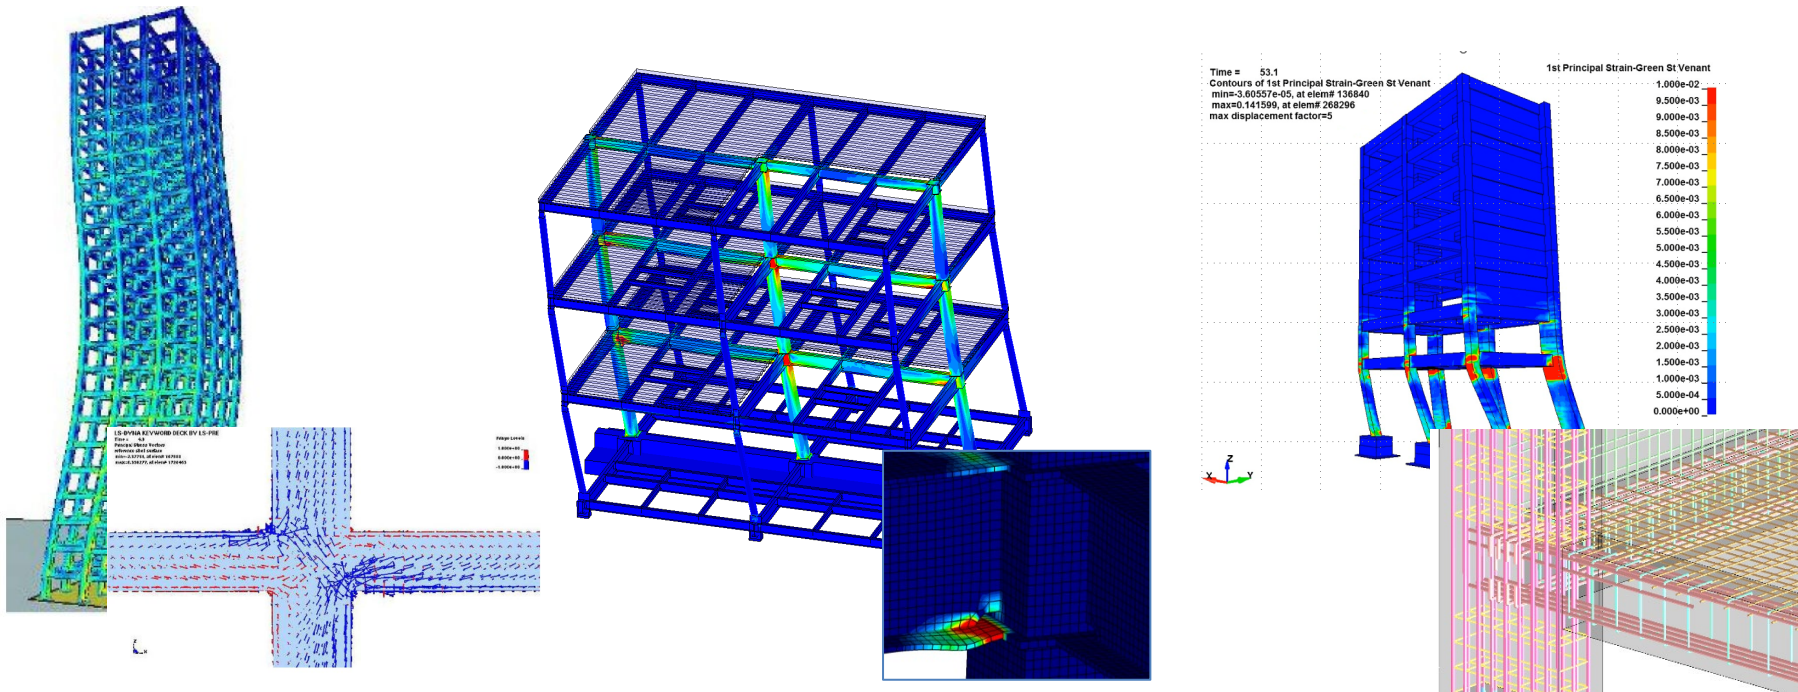 Time =     53.1
Contours of 1st Principal Strain-Green St Venant
min=-3.60557e-05, at elem# 136840
max=0.141599, at elem# 268296
max displacement factor=5
1st Principal Strain-Green St Venant
1.000e-02
9.500e-03
9.000e-03
8.500e-03
8.000e-03
7.500e-03
7.000e-03
6.500e-03
6.000e-03
5.500e-03
5.000e-03
4.500e-03
4.000e-03
3.500e-03
3.000e-03
2.500e-03
2.000e-03
1.500e-03
1.000e-03
5.000e-04
0.000e+00
Z
X
Y
LS-DYNA KEYWORD DECK BY LS-PRE
Time =
Principal Stress Vectors
reference shell surface
Fringe Levels